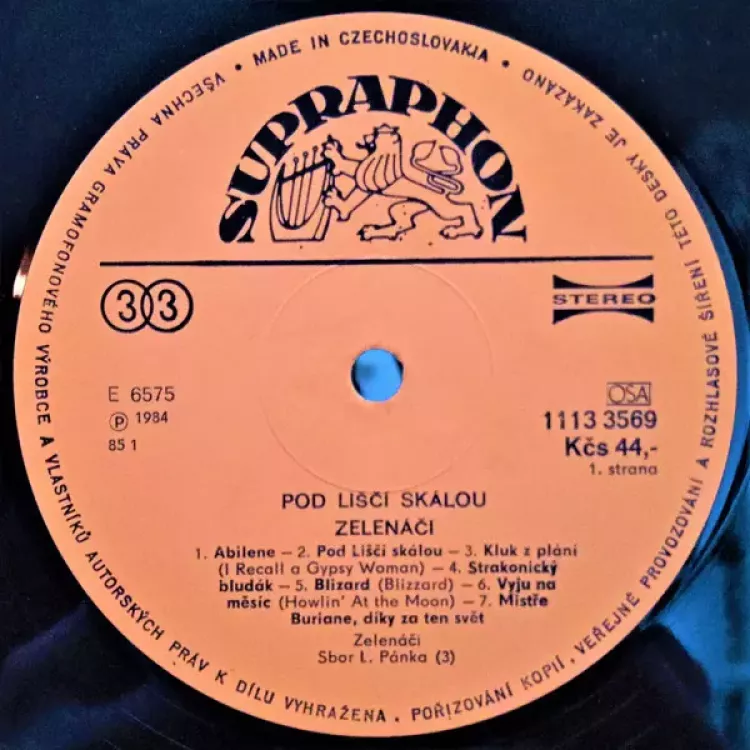 VŠECHNA PRÁVA GRAMOFONOVÉHO VÝROBCE A VLASTNÍKŮ AUTORSKÝCH PRÁV K DÍLU VYHRAŽENA • POŘIZOVÁNÍ KOPIÍ, VEŘEJNÉ PROVOZOVÁNÍ A ROZHLASOVÉ ŠÍŘENÍ TÉTO DESKY JE ZAKÁZÁNO • MADE IN CZECHOSLOVAKIA •
SUPRAPHON
33
STEREO
E 6575
Ⓟ 1984
85 1
OSA
1113 3569
Kčs 44,-
1. strana
POD LIŠČÍ SKÁLOU
ZELENÁČI
1. Abilene – 2. Pod Liščí skálou – 3. Kluk z plání
(I Recall a Gypsy Woman) – 4. Strakonický
bludák – 5. Blizard (Blizzard) – 6. Vyju na
měsíc (Howlin' At the Moon) – 7. Mistře
Buriane, díky za ten svět
Zelenáči
Sbor L. Pánka (3)